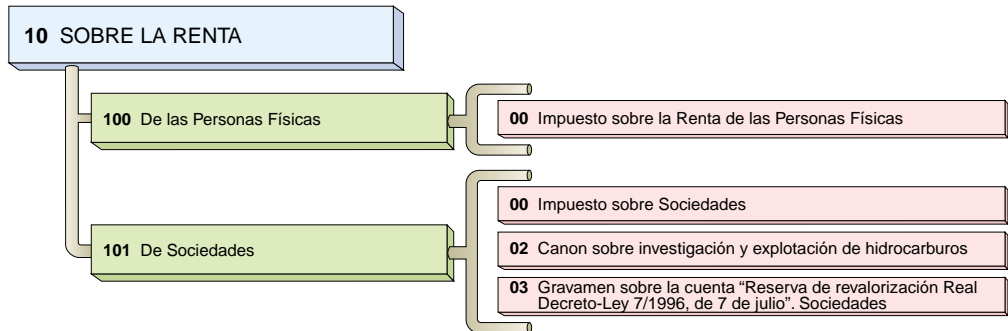 10 SOBRE LA RENTA
100 De las Personas Físicas
00 Impuesto sobre la Renta de las Personas Físicas
101 De Sociedades
00 Impuesto sobre Sociedades
02 Canon sobre investigación y explotación de hidrocarburos
03 Gravamen sobre la cuenta “Reserva de revalorización Real
Decreto-Ley 7/1996, de 7 de julio”. Sociedades